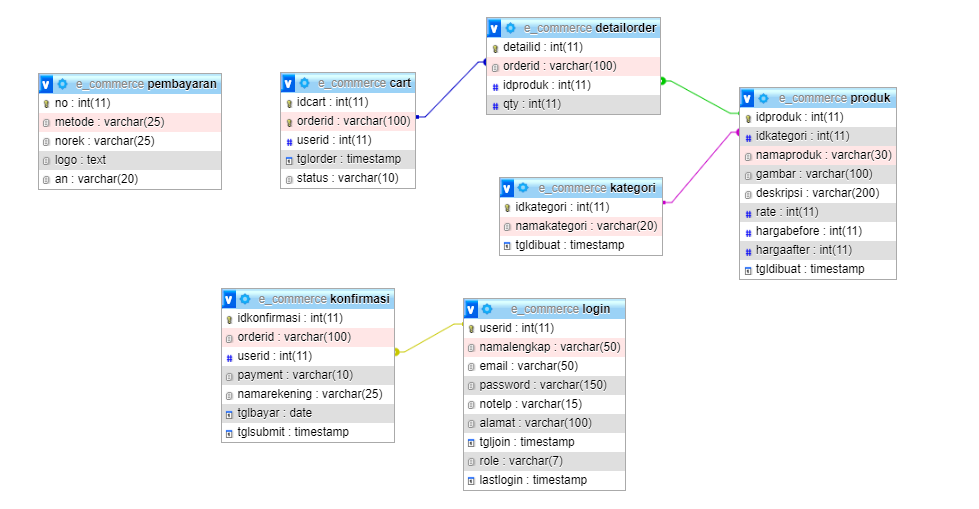 e_commerce pembayaran
no : int(11)
metode : varchar(25)
norek : varchar(25)
logo : text
an : varchar(20)
e_commerce cart
idcart : int(11)
orderid : varchar(100)
userid : int(11)
tglorder : timestamp
status : varchar(10)
e_commerce detailorder
detailid : int(11)
orderid : varchar(100)
idproduk : int(11)
qty : int(11)
e_commerce produk
idproduk : int(11)
idkategori : int(11)
namaproduk : varchar(30)
gambar : varchar(100)
deskripsi : varchar(200)
rate : int(11)
hargabefore : int(11)
hargaafter : int(11)
tgldibuat : timestamp
e_commerce kategori
idkategori : int(11)
namakategori : varchar(20)
tgldibuat : timestamp
e_commerce konfirmasi
idkonfirmasi : int(11)
orderid : varchar(100)
userid : int(11)
payment : varchar(10)
namarekening : varchar(25)
tglbayar : date
tglsubmit : timestamp
e_commerce login
userid : int(11)
namalengkap : varchar(50)
email : varchar(50)
password : varchar(150)
notelp : varchar(15)
alamat : varchar(100)
tgljoin : timestamp
role : varchar(7)
lastlogin : timestamp